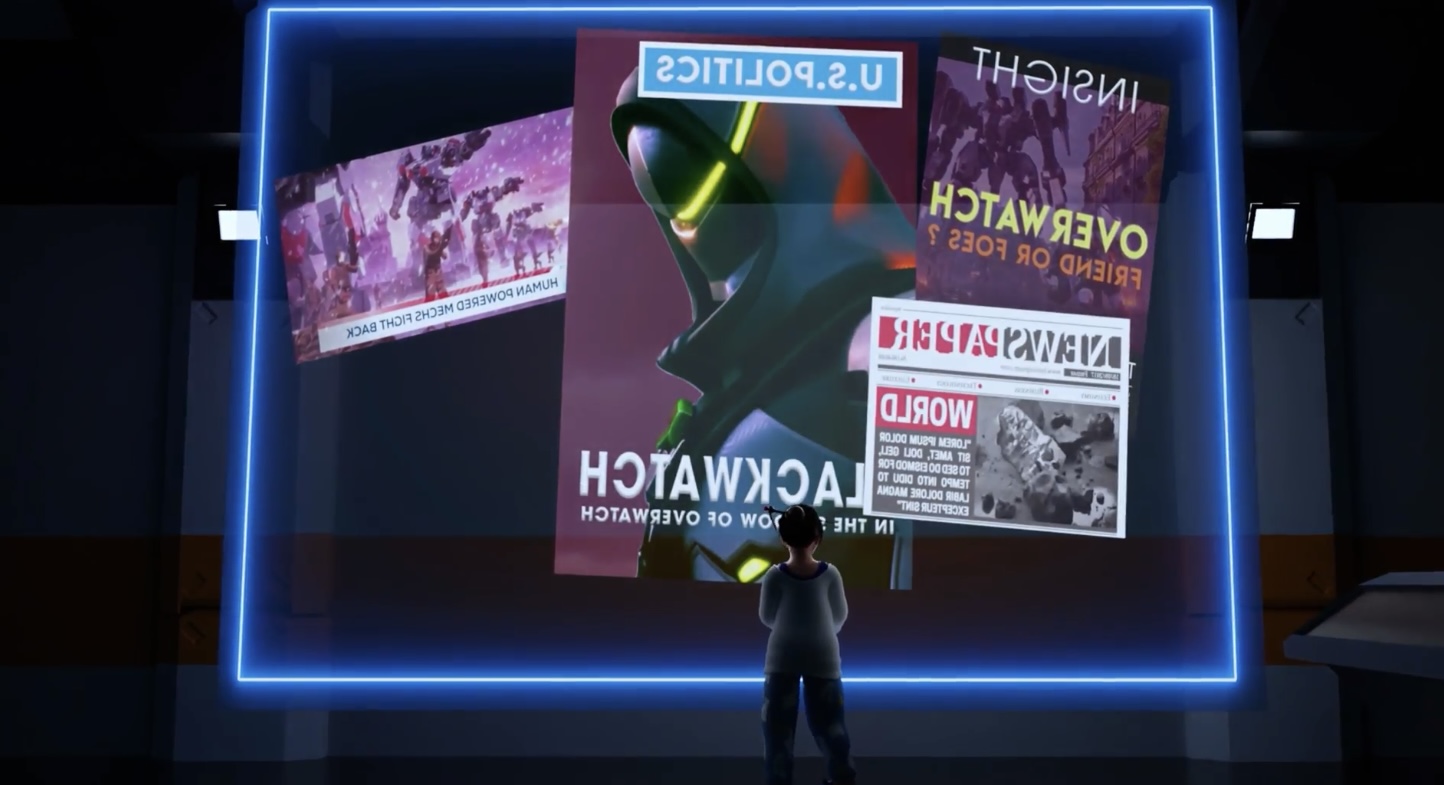 U.S.POLITICS
LACKWATCH
IN THE S OW OF OVERWATCH
INSIGHT
OVERWATCH
FRIEND OR FOES ?
HUMAN POWERED MECHS FIGHT BACK
NEWSPAPER
WORLD
"LOREM IPSUM DOLOR
SIT AMET, DOLI, GELL
TO SED DO EISMOD FOR
TEMPO INTO DIDU TO
LABIR DOLORE MAGNA
EXCEPTEUR SINT"